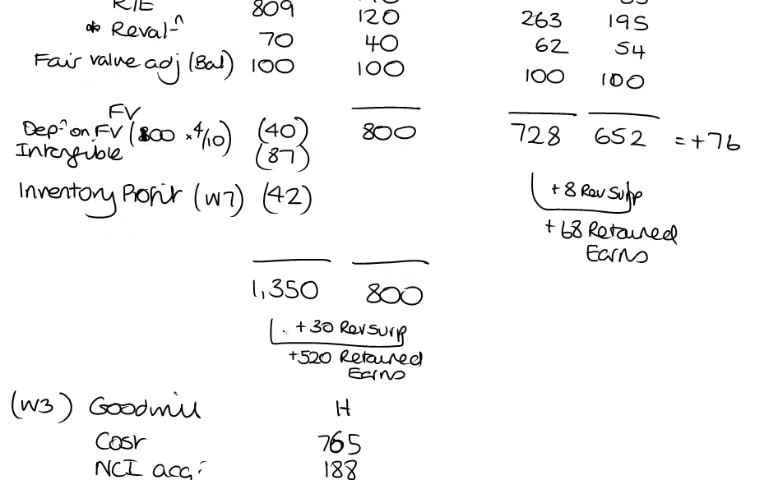 R/E 809 120 263 195
* Reval-n 70 40 62 54
Fair value adj (Bal) 100 100 100 100
FV
Dep-n on FV (100 x 4/10) (40) 800 728 652 = +76
Intangible (87)
Inventory Profit (W7) (42)
+8 Rev Surp
+68 Retained
Earns
1,350 800
+30 Rev Surp
+520 Retained
Earns
(W3) Goodwill H
Cost 765
NCI acq: 188